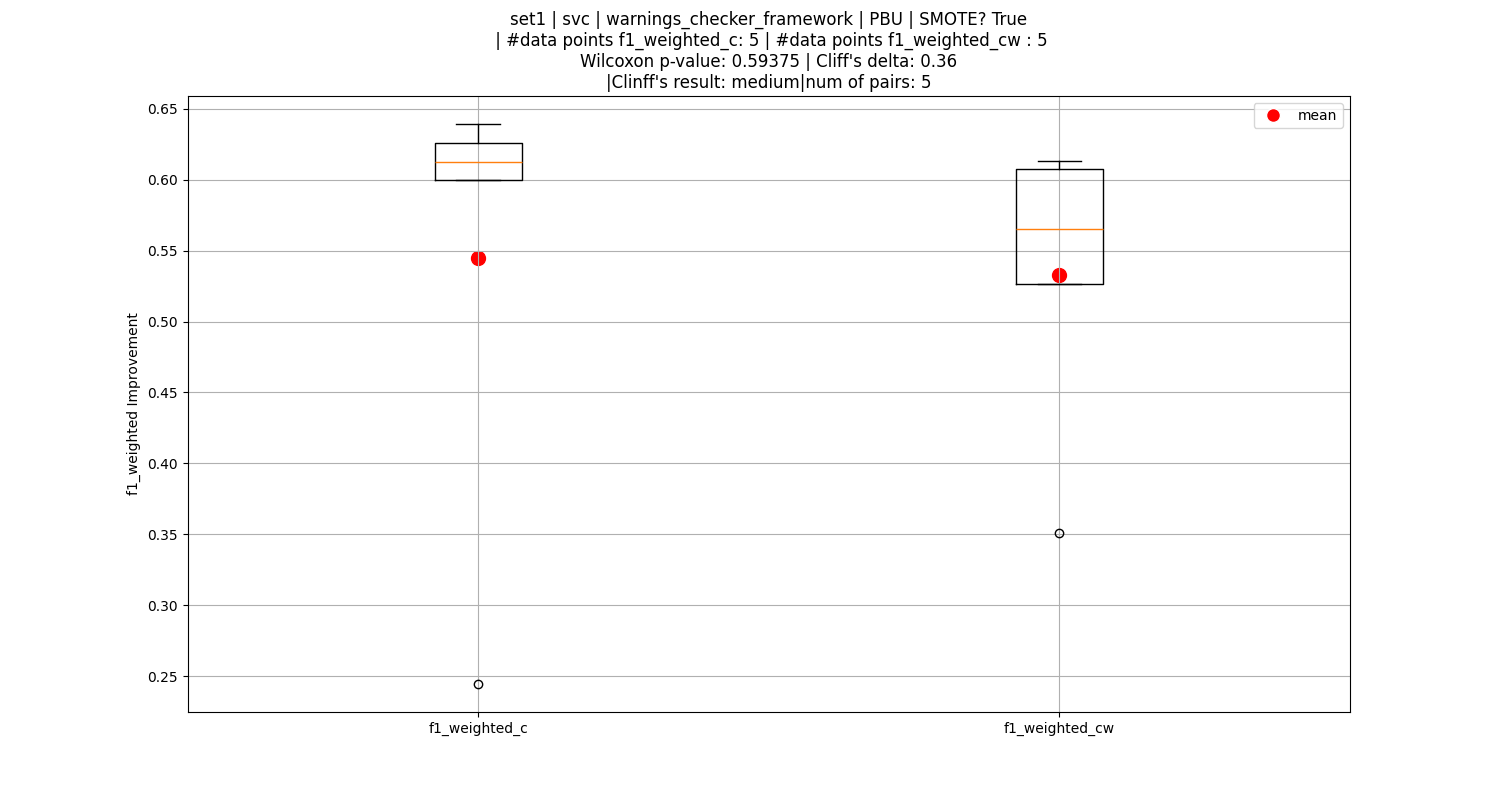 set1 | svc | warnings_checker_framework | PBU | SMOTE? True
| #data points f1_weighted_c: 5 | #data points f1_weighted_cw : 5
Wilcoxon p-value: 0.59375 | Cliff's delta: 0.36
|Clinff's result: medium|num of pairs: 5
mean
0.65
0.60
0.55
0.50
0.45
0.40
0.35
0.30
0.25
f1_weighted Improvement
f1_weighted_c
f1_weighted_cw